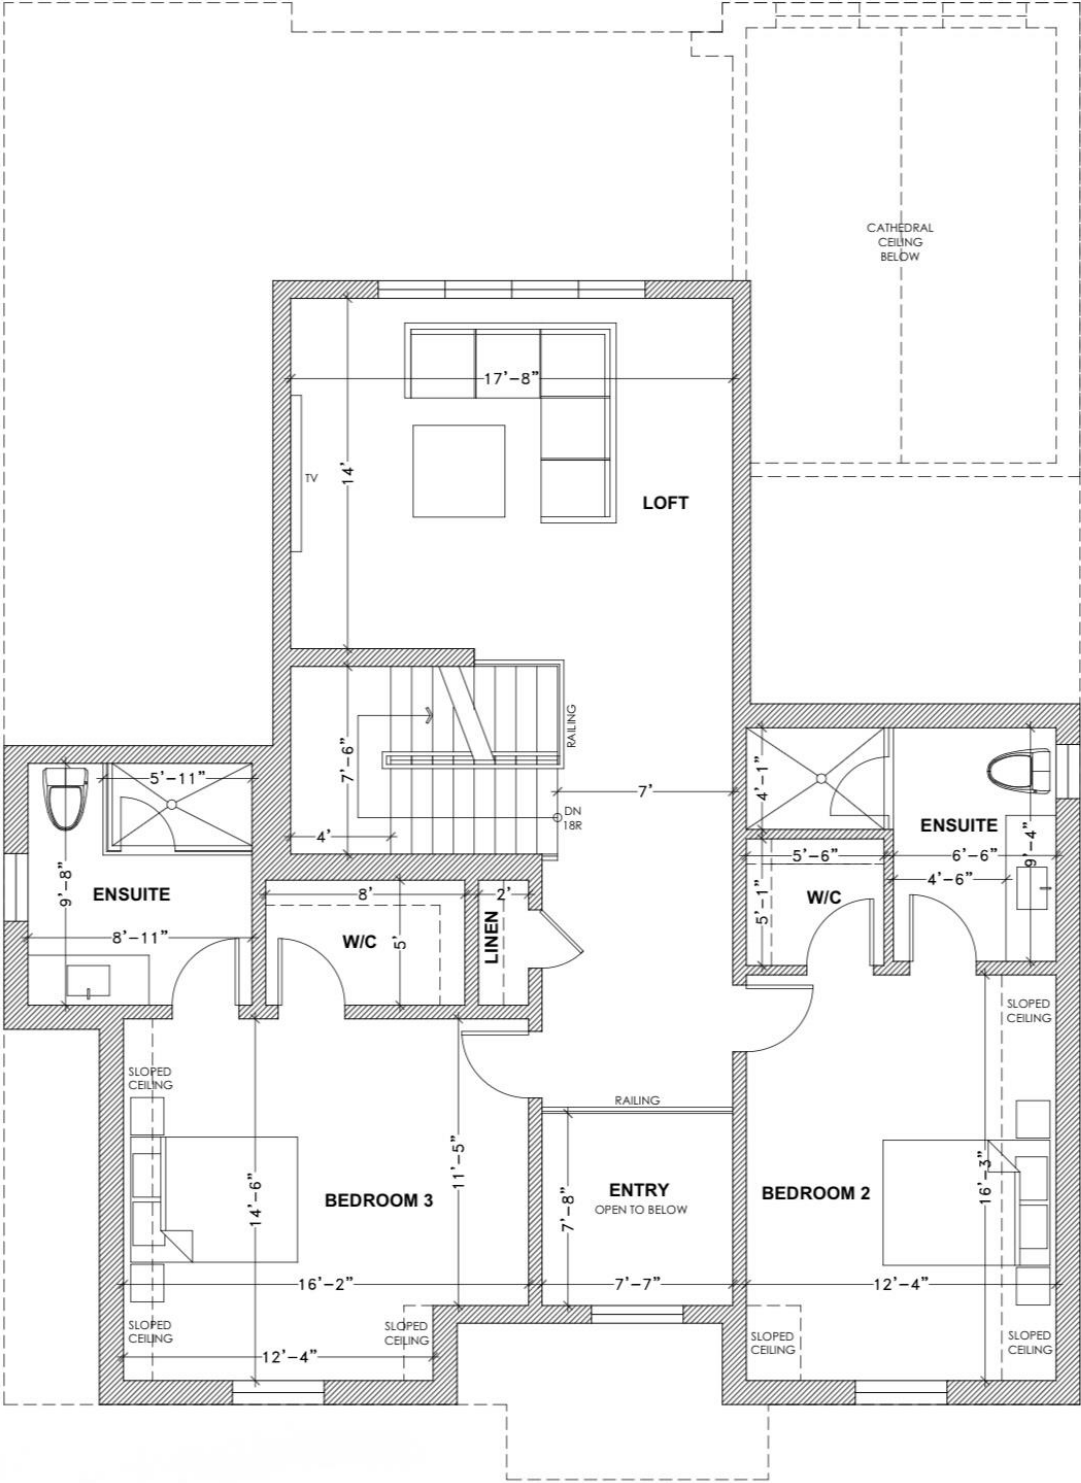 CATHEDRAL
CEILING
BELOW
17'-8"
14'
TV
LOFT
RAILING
7'-6"
4'
7'
DN
18R
5'-11"
9'-8"
ENSUITE
8'-11"
8'
W/C
5'
2'
LINEN
4'-1"
ENSUITE
9'-4"
5'-6"
6'-6"
4'-6"
W/C
5'-1"
SLOPED
CEILING
SLOPED
CEILING
RAILING
14'-6"
11'-5"
BEDROOM 3
7'-8"
ENTRY
OPEN TO BELOW
BEDROOM 2
16'-3"
16'-2"
7'-7"
12'-4"
SLOPED
CEILING
SLOPED
CEILING
12'-4"
SLOPED
CEILING
SLOPED
CEILING